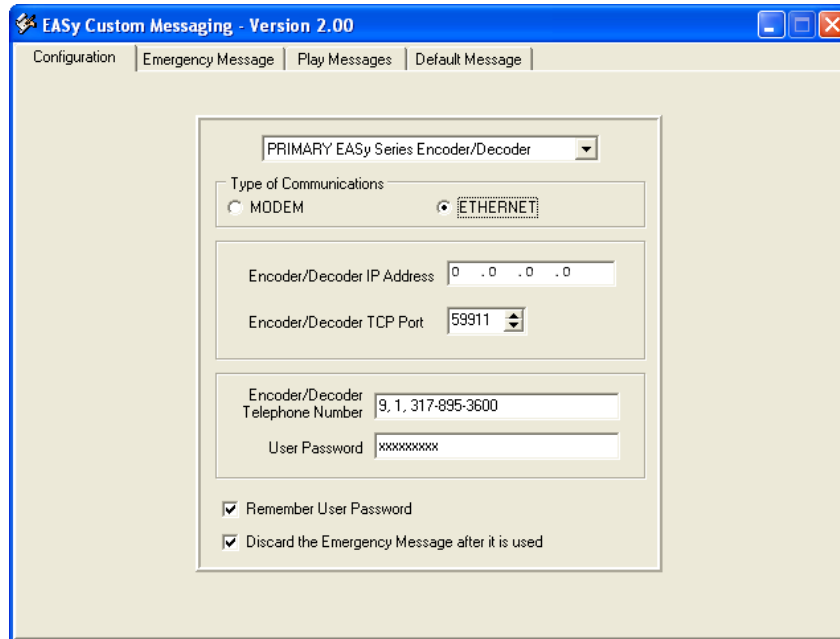 EASy Custom Messaging - Version 2.00
Configuration Emergency Message Play Messages Default Message
PRIMARY EASy Series Encoder/Decoder
Type of Communications
MODEM ETHERNET
Encoder/Decoder IP Address 0 . 0 . 0 . 0
Encoder/Decoder TCP Port 59911
Encoder/Decoder
Telephone Number 9, 1, 317-895-3600
User Password xxxxxxxxx
Remember User Password
Discard the Emergency Message after it is used